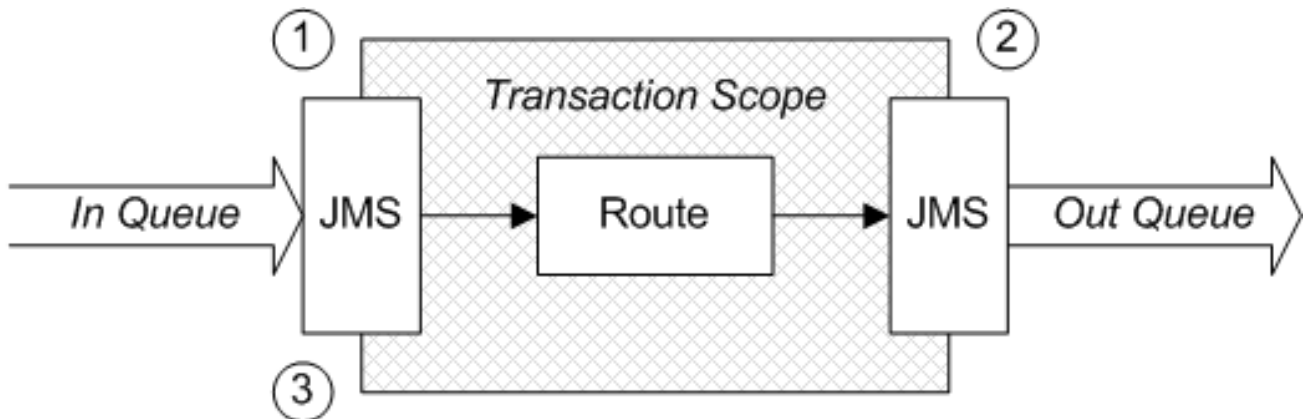 1
2
Transaction Scope
In Queue
JMS
Route
JMS
Out Queue
3